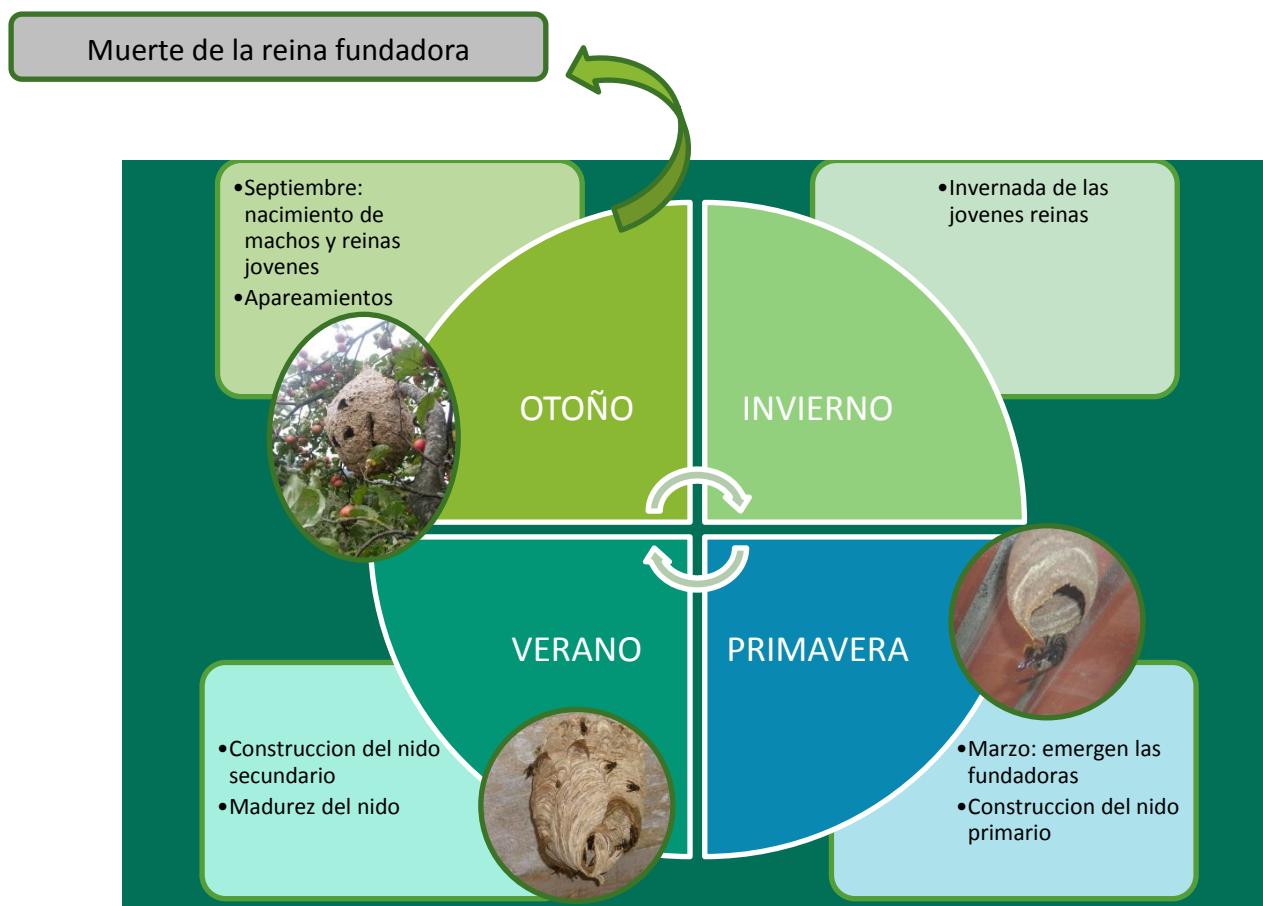 Muerte de la reina fundadora
•Septiembre:
nacimiento de
machos y reinas
jovenes
•Apareamientos
•Invernada de las
jovenes reinas
OTOÑO
INVIERNO
VERANO
PRIMAVERA
•Construccion del nido
secundario
•Madurez del nido
•Marzo: emergen las
fundadoras
•Construccion del nido
primario